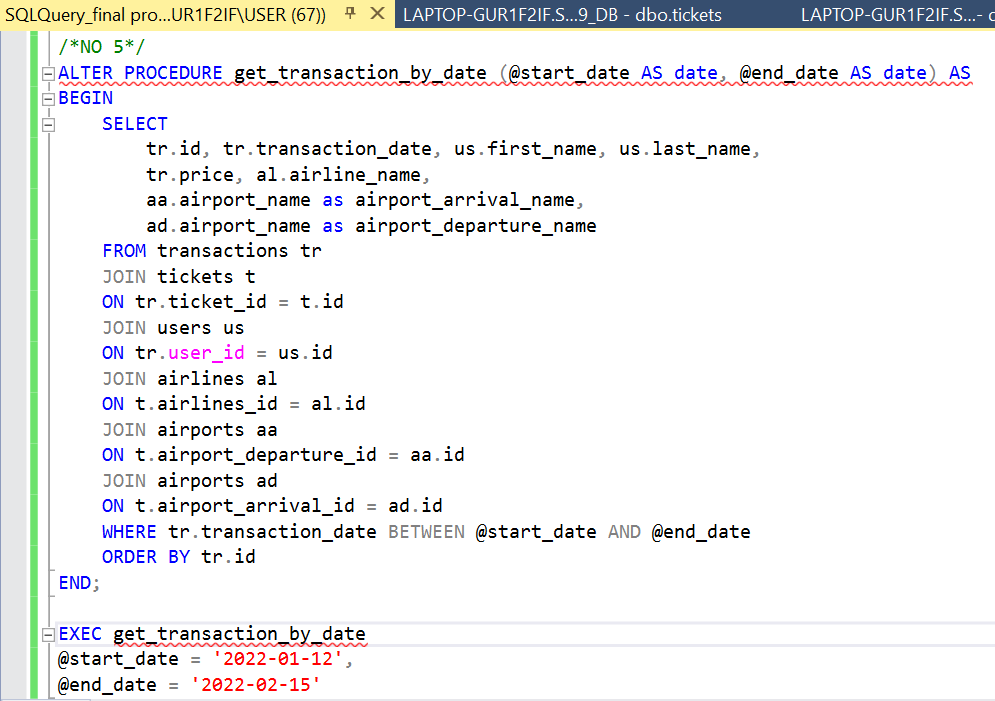 SQLQuery_final pro...UR1F2IF\USER (67)) LAPTOP-GUR1F2IF.S...9_DB - dbo.tickets LAPTOP-GUR1F2IF.S...-
/*NO 5*/
ALTER PROCEDURE get_transaction_by_date (@start_date AS date, @end_date AS date) AS
BEGIN
SELECT
tr.id, tr.transaction_date, us.first_name, us.last_name,
tr.price, al.airline_name,
aa.airport_name as airport_arrival_name,
ad.airport_name as airport_departure_name
FROM transactions tr
JOIN tickets t
ON tr.ticket_id = t.id
JOIN users us
ON tr.user_id = us.id
JOIN airlines al
ON t.airlines_id = al.id
JOIN airports aa
ON t.airport_departure_id = aa.id
JOIN airports ad
ON t.airport_arrival_id = ad.id
WHERE tr.transaction_date BETWEEN @start_date AND @end_date
ORDER BY tr.id
END;
EXEC get_transaction_by_date
@start_date = '2022-01-12',
@end_date = '2022-02-15'